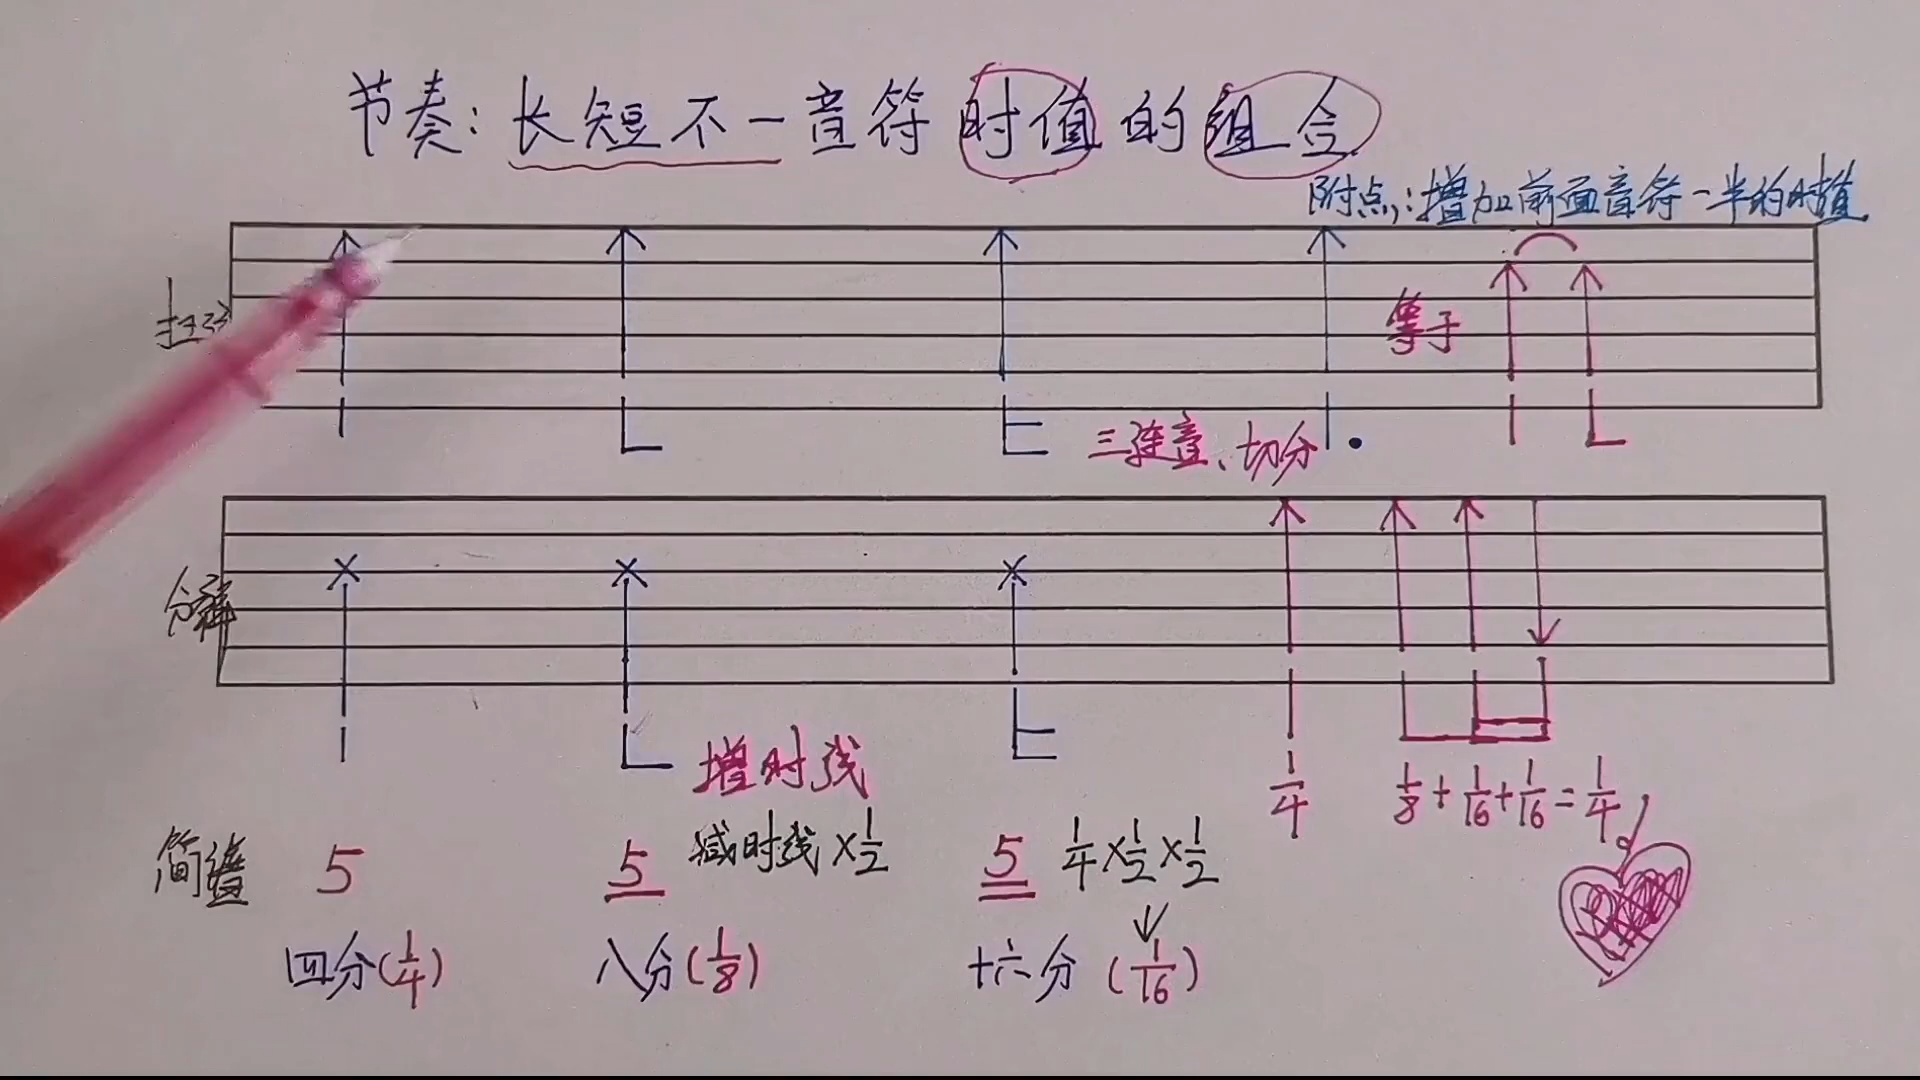 节奏:长短不一音符时值的组合
附点:增加前面音符一半的时值
扫弦
等于
三连音、切分
分解
增时线
1/4
1/8+1/16+1/16=1/4
减时线×1/2
1/4×1/2×1/2
简谱 5 5 5
四分(1/4) 八分(1/8) 十六分(1/16)